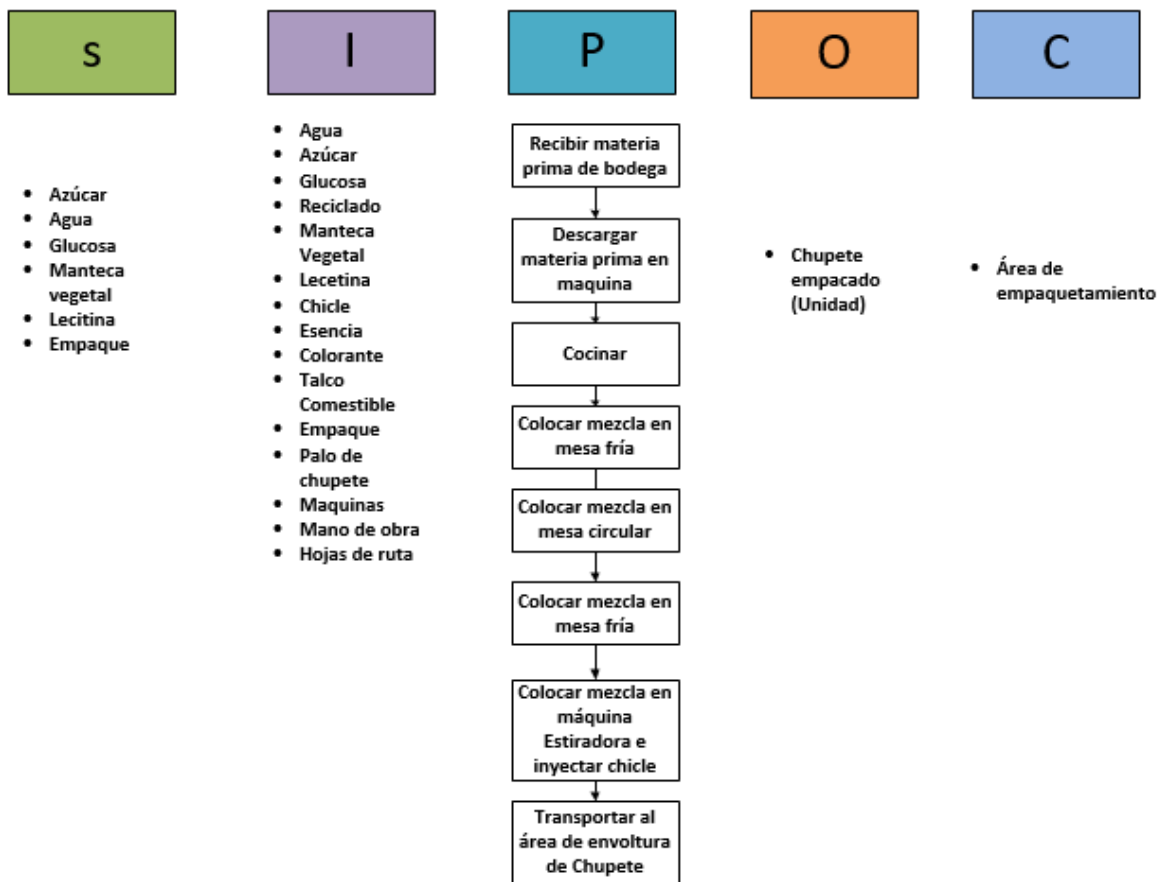 s
I
P
O
C
• Azúcar
• Agua
• Glucosa
• Manteca
vegetal
• Lecitina
• Empaque
• Agua
• Azúcar
• Glucosa
• Reciclado
• Manteca
Vegetal
• Lecetina
• Chicle
• Esencia
• Colorante
• Talco
Comestible
• Empaque
• Palo de
chupete
• Maquinas
• Mano de obra
• Hojas de ruta
Recibir materia
prima de bodega
Descargar
materia prima en
maquina
Cocinar
Colocar mezcla en
mesa fría
Colocar mezcla en
mesa circular
Colocar mezcla en
mesa fría
Colocar mezcla en
máquina
Estiradora e
inyectar chicle
Transportar al
área de envoltura
de Chupete
• Chupete
empacado
(Unidad)
• Área de
empaquetamiento